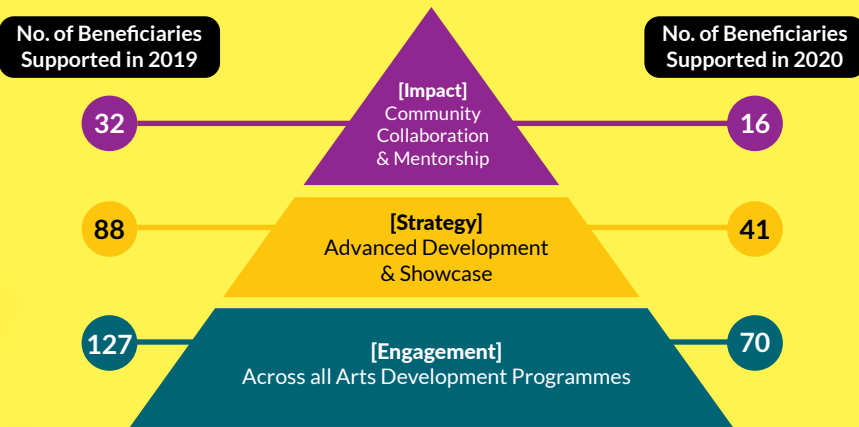 No. of Beneficiaries
Supported in 2019
No. of Beneficiaries
Supported in 2020
[Impact]
Community
Collaboration
& Mentorship
32
16
[Strategy]
Advanced Development
& Showcase
88
41
[Engagement]
Across all Arts Development Programmes
127
70